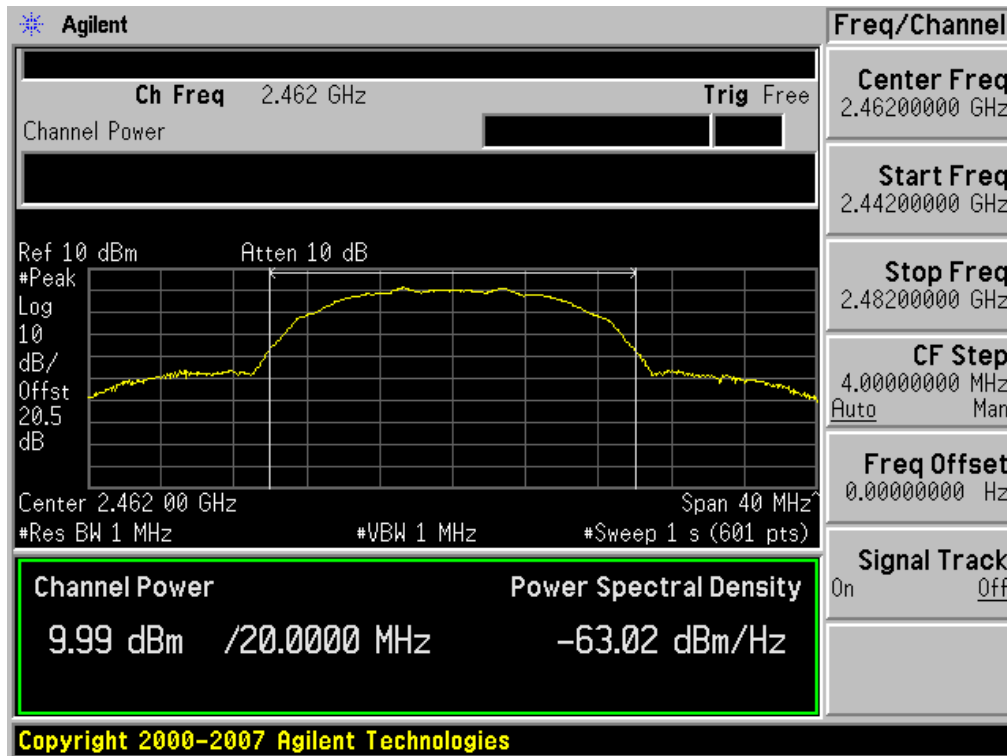 Agilent
Ch Freq 2.462 GHz Trig Free
Channel Power
Ref 10 dBm Atten 10 dB
#Peak
Log
10
dB/
Offst
20.5
dB
Center 2.462 00 GHz Span 40 MHz^
#Res BW 1 MHz #VBW 1 MHz #Sweep 1 s (601 pts)
Channel Power Power Spectral Density
9.99 dBm /20.0000 MHz -63.02 dBm/Hz
Copyright 2000-2007 Agilent Technologies
Freq/Channel
Center Freq
2.46200000 GHz
Start Freq
2.44200000 GHz
Stop Freq
2.48200000 GHz
CF Step
4.00000000 MHz
Auto Man
Freq Offset
0.00000000 Hz
Signal Track
On Off